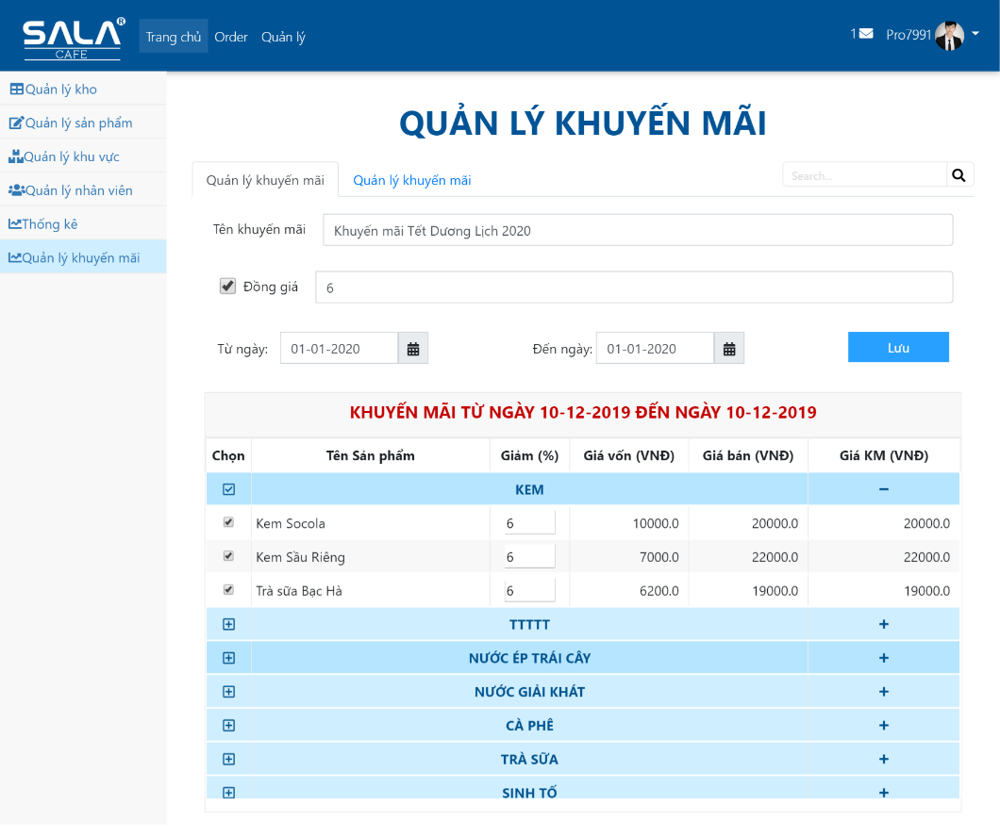 SALA®
CAFE
Trang chủ Order Quản lý
1 Pro7991
Quản lý kho
Quản lý sản phẩm
Quản lý khu vực
Quản lý nhân viên
Thống kê
Quản lý khuyến mãi
QUẢN LÝ KHUYẾN MÃI
Quản lý khuyến mãi Quản lý khuyến mãi Search...
Tên khuyến mãi Khuyến mãi Tết Dương Lịch 2020
Đồng giá 6
Từ ngày: 01-01-2020 Đến ngày: 01-01-2020 Lưu
KHUYẾN MÃI TỪ NGÀY 10-12-2019 ĐẾN NGÀY 10-12-2019
Chọn Tên Sản phẩm Giảm (%) Giá vốn (VNĐ) Giá bán (VNĐ) Giá KM (VNĐ)
KEM −
Kem Socola 6 10000.0 20000.0 20000.0
Kem Sầu Riêng 6 7000.0 22000.0 22000.0
Trà sữa Bạc Hà 6 6200.0 19000.0 19000.0
TTTTT +
NƯỚC ÉP TRÁI CÂY +
NƯỚC GIẢI KHÁT +
CÀ PHÊ +
TRÀ SỮA +
SINH TỐ +